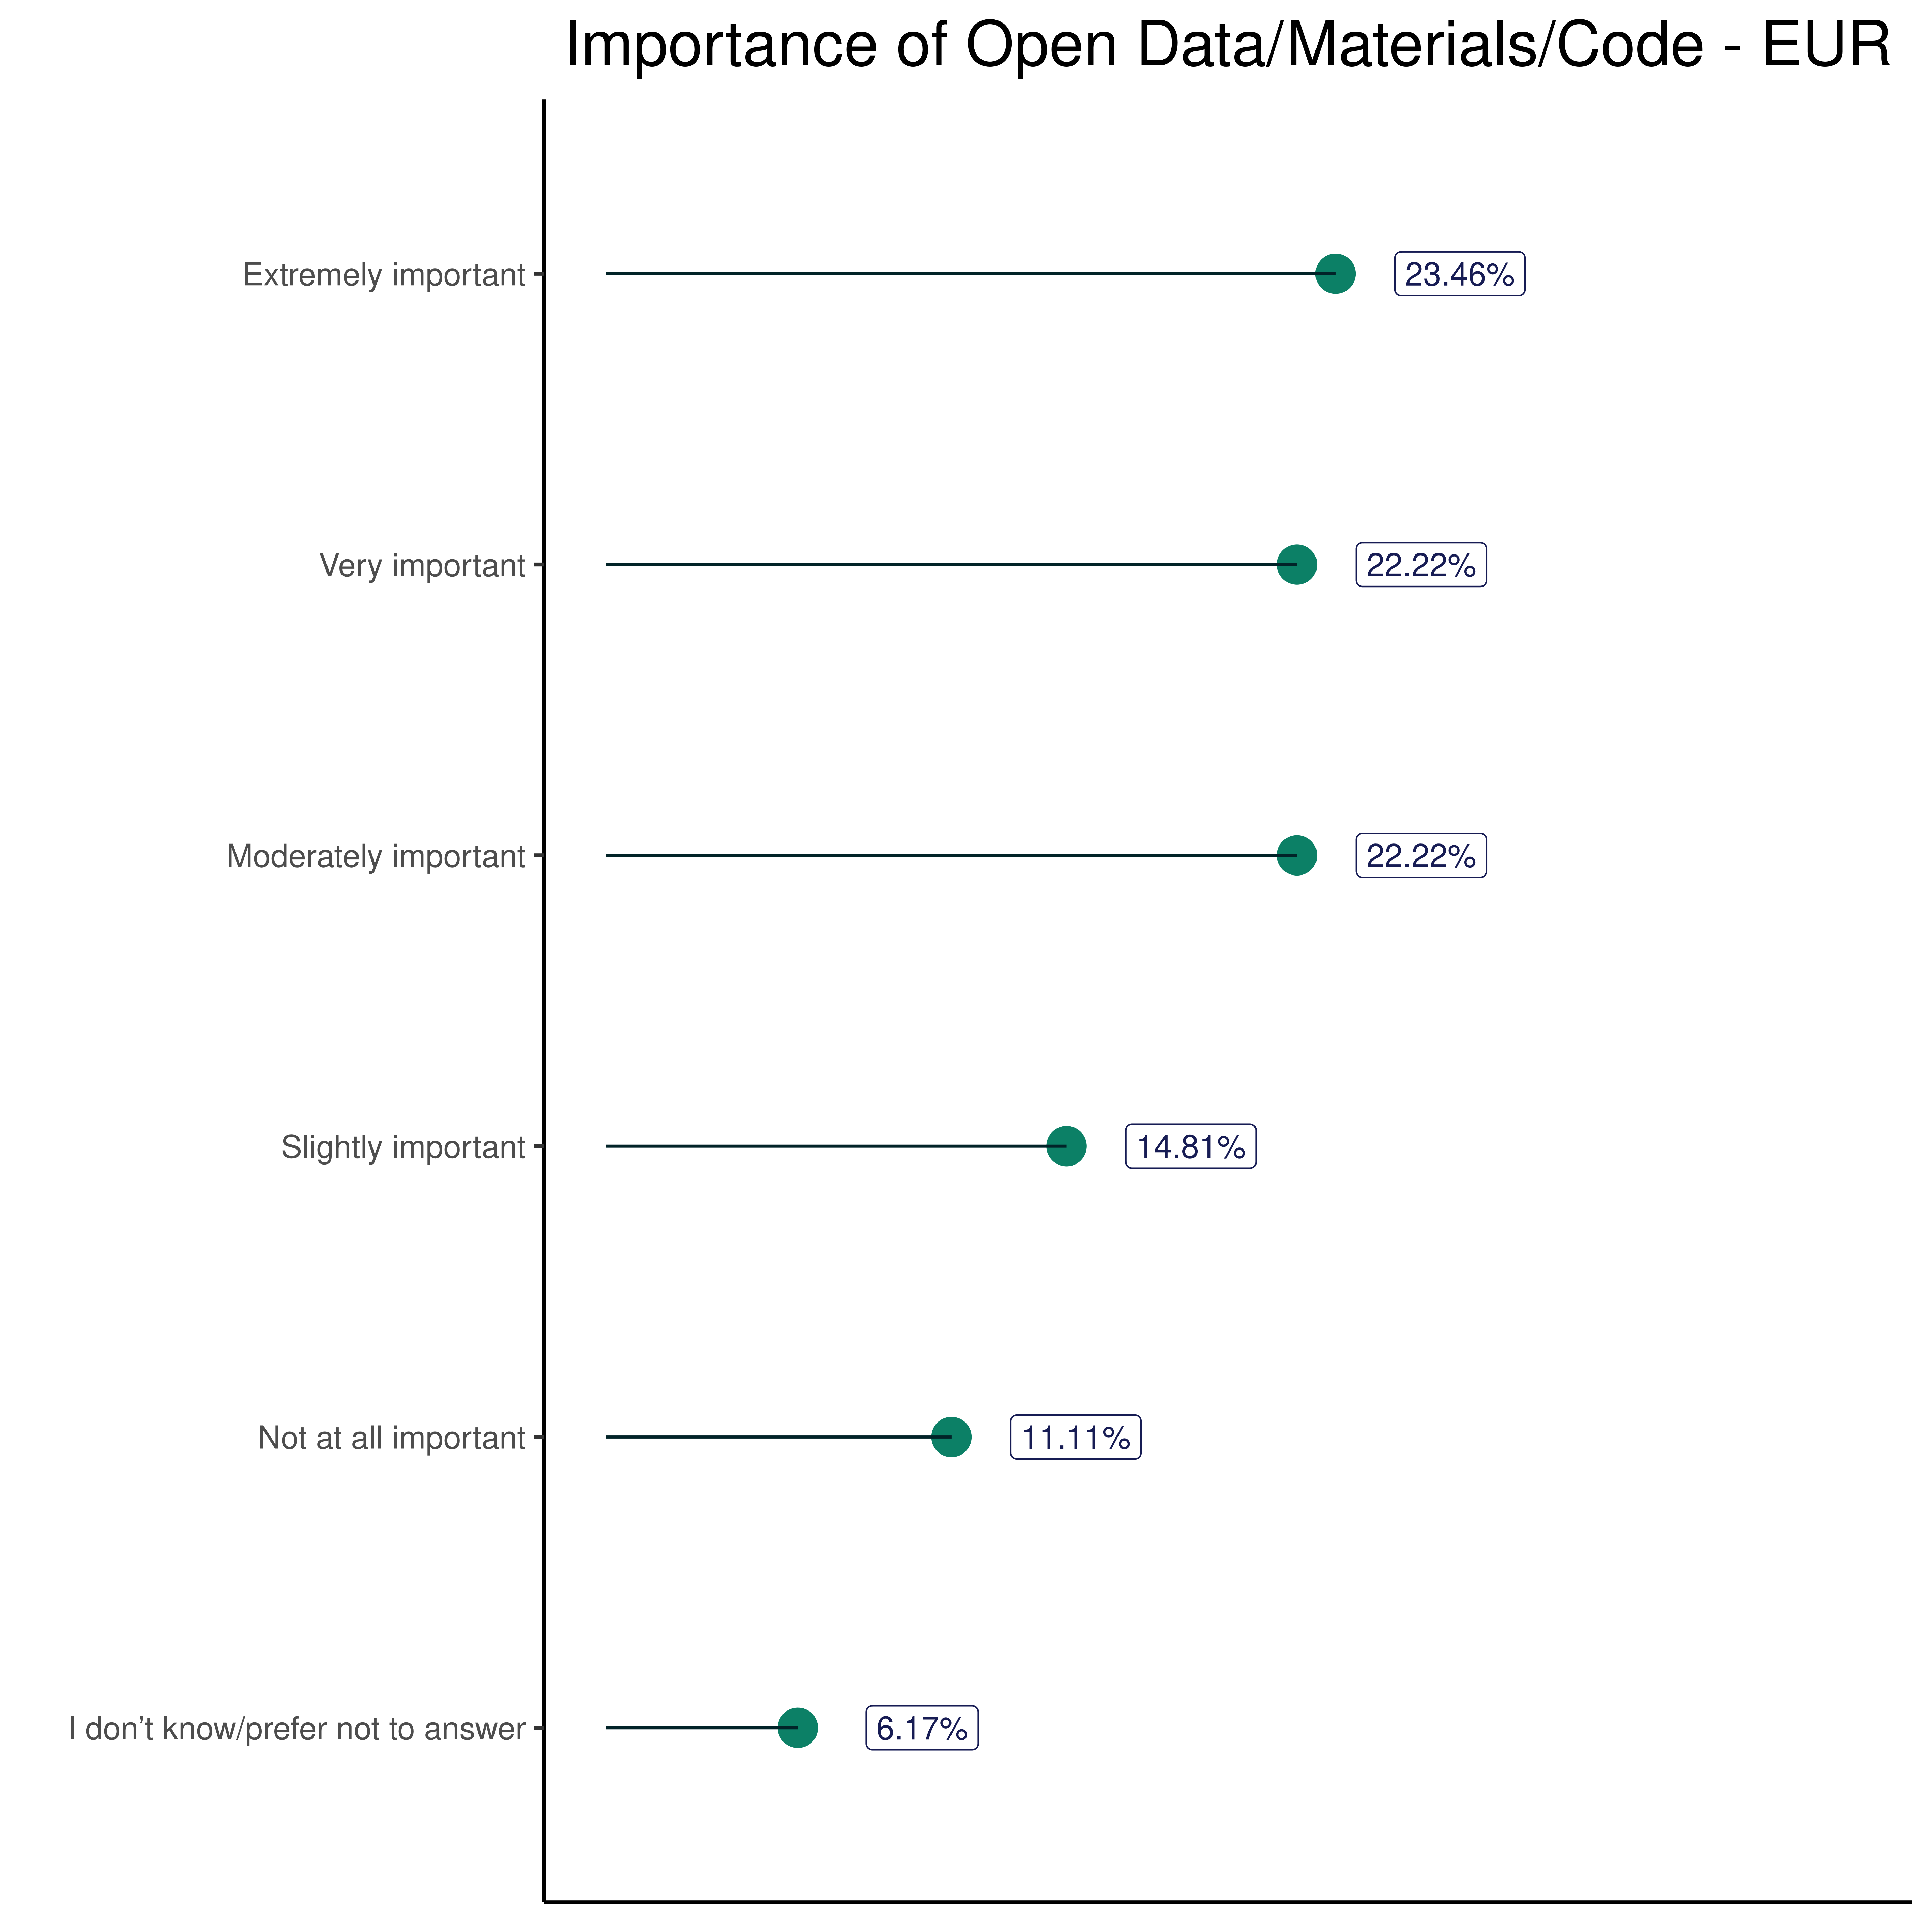 Importance of Open Data/Materials/Code - EUR
Extremely important 23.46%
Very important 22.22%
Moderately important 22.22%
Slightly important 14.81%
Not at all important 11.11%
I don’t know/prefer not to answer 6.17%